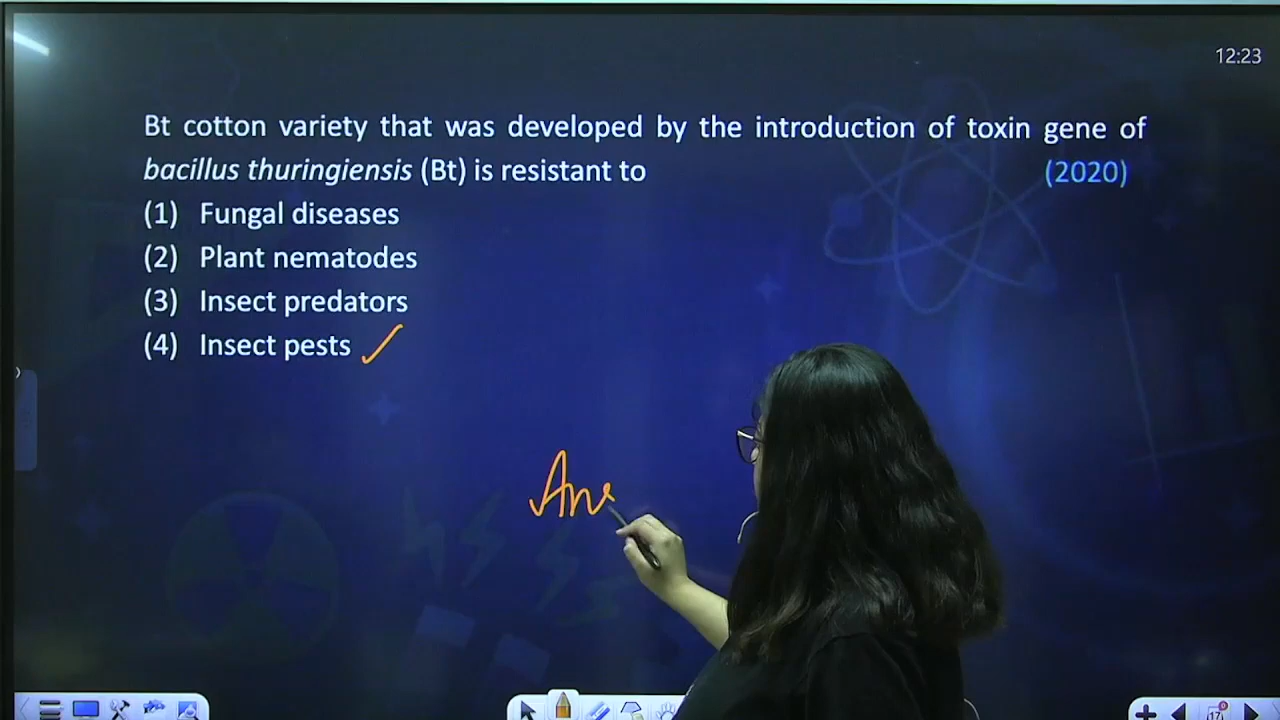 12:23
Bt cotton variety that was developed by the introduction of toxin gene of
bacillus thuringiensis (Bt) is resistant to (2020)
(1) Fungal diseases
(2) Plant nematodes
(3) Insect predators
(4) Insect pests
Ans